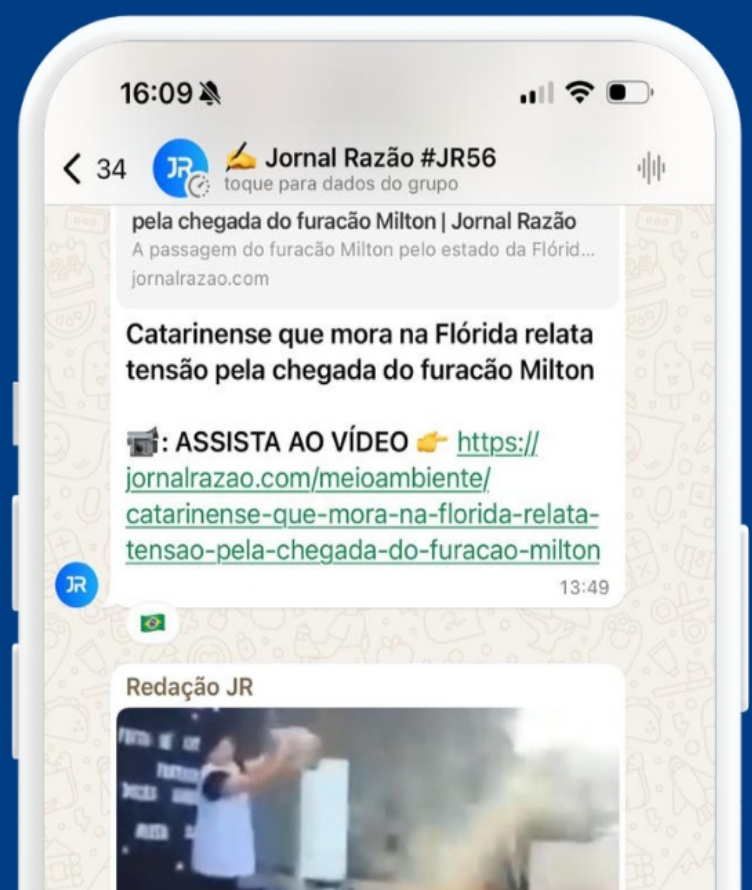 16:09
34
JR
✍️ Jornal Razão #JR56
toque para dados do grupo
pela chegada do furacão Milton | Jornal Razão
A passagem do furacão Milton pelo estado da Flórid...
jornalrazao.com
Catarinense que mora na Flórida relata
tensão pela chegada do furacão Milton
📹: ASSISTA AO VÍDEO 👉 https://
jornalrazao.com/meioambiente/
catarinense-que-mora-na-florida-relata-
tensao-pela-chegada-do-furacao-milton
13:49
JR
Redação JR